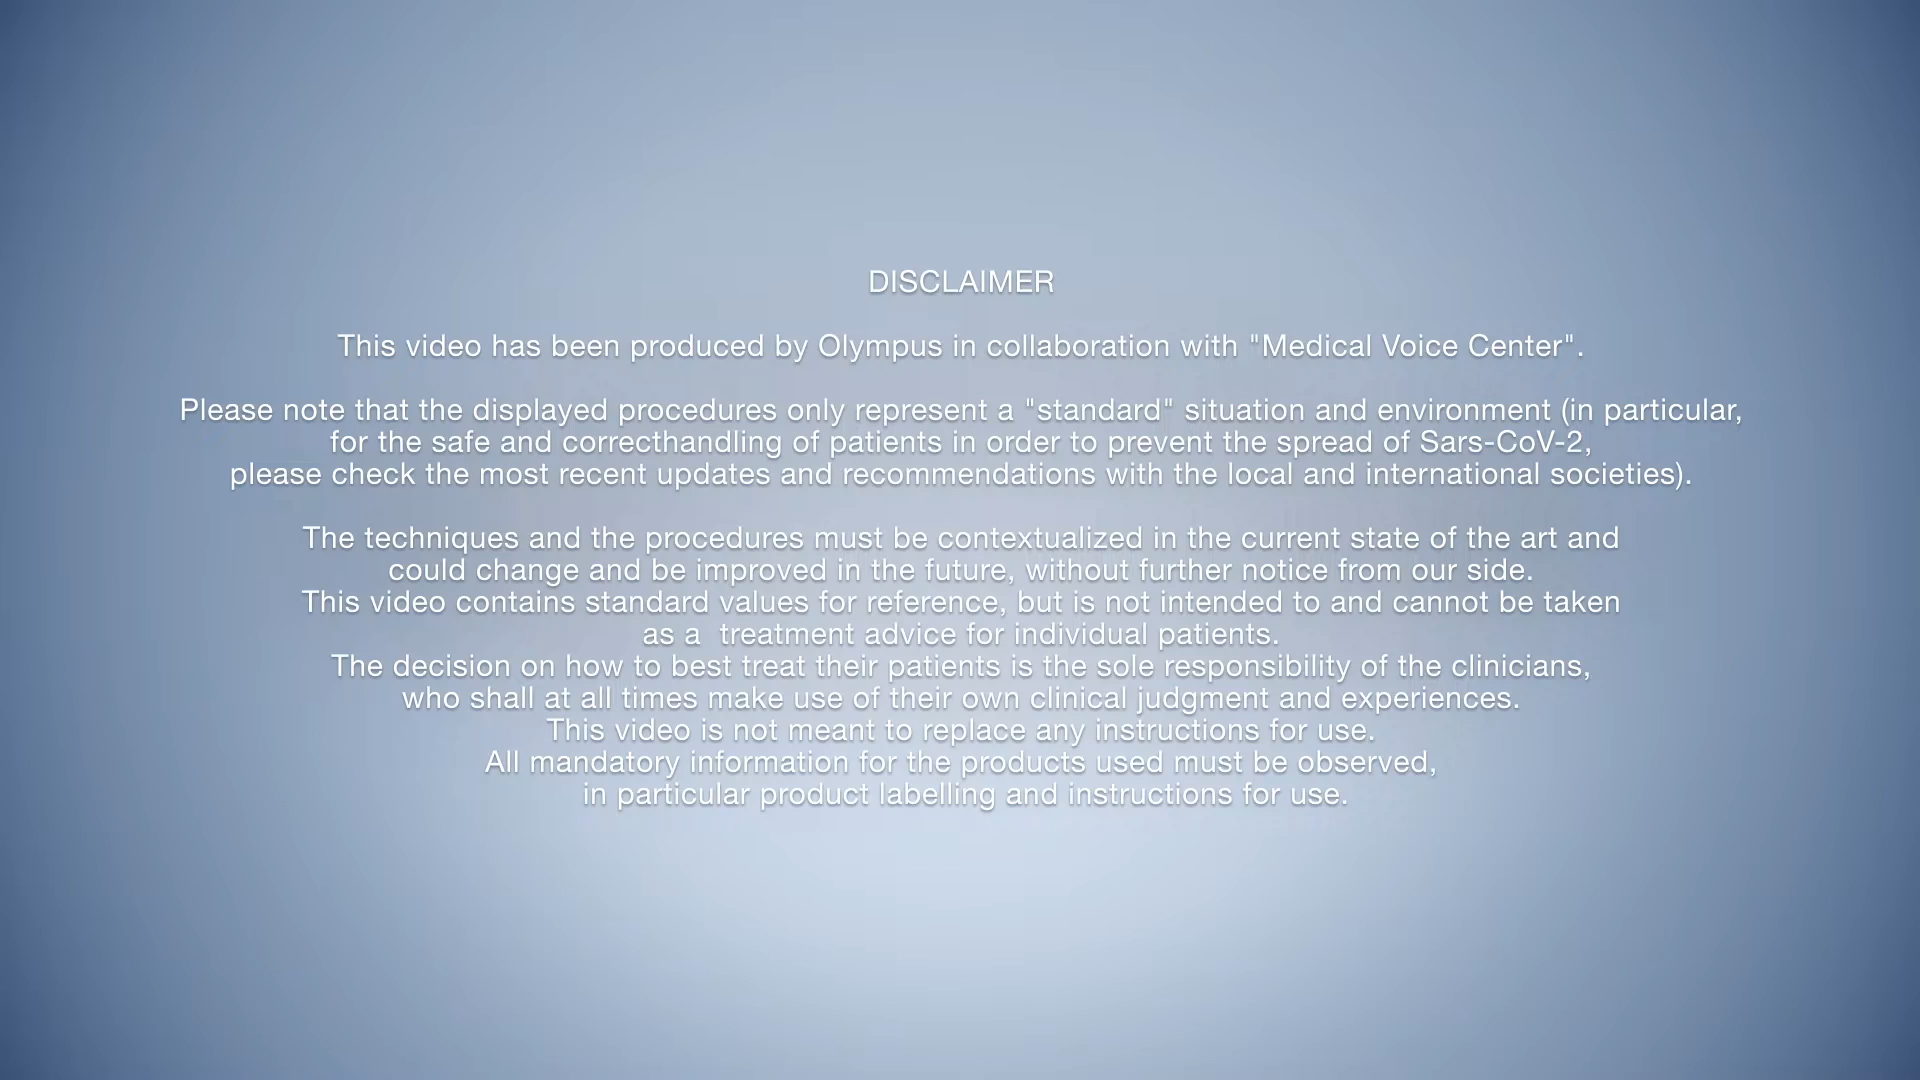 DISCLAIMER
This video has been produced by Olympus in collaboration with "Medical Voice Center".
Please note that the displayed procedures only represent a "standard" situation and environment (in particular,
for the safe and correcthandling of patients in order to prevent the spread of Sars-CoV-2,
please check the most recent updates and recommendations with the local and international societies).
The techniques and the procedures must be contextualized in the current state of the art and
could change and be improved in the future, without further notice from our side.
This video contains standard values for reference, but is not intended to and cannot be taken
as a  treatment advice for individual patients.
The decision on how to best treat their patients is the sole responsibility of the clinicians,
who shall at all times make use of their own clinical judgment and experiences.
This video is not meant to replace any instructions for use.
All mandatory information for the products used must be observed,
in particular product labelling and instructions for use.